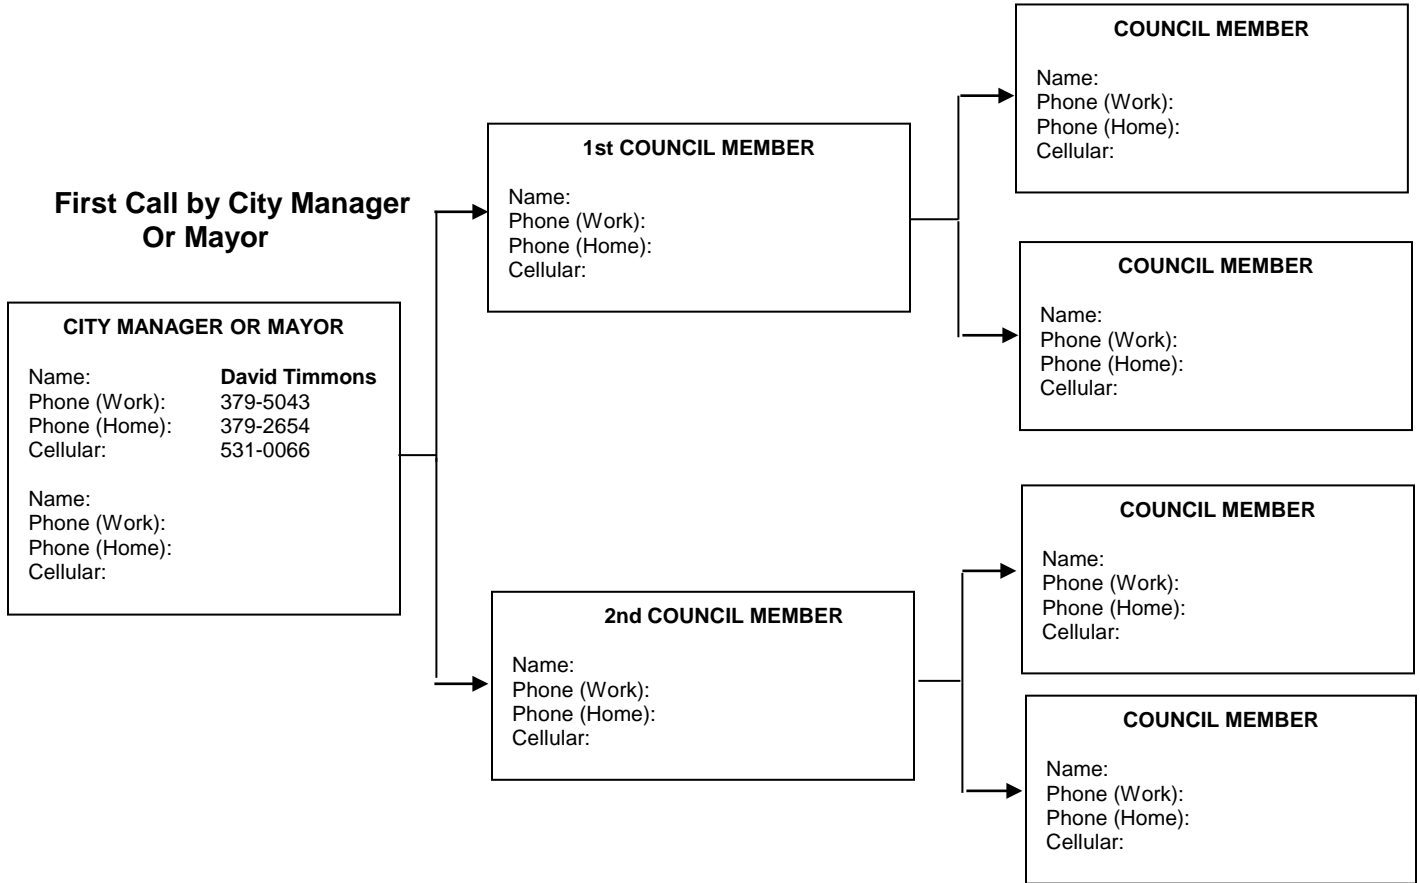 First Call by City Manager
Or Mayor
CITY MANAGER OR MAYOR
Name: David Timmons
Phone (Work): 379-5043
Phone (Home): 379-2654
Cellular: 531-0066
Name:
Phone (Work):
Phone (Home):
Cellular:
1st COUNCIL MEMBER
Name:
Phone (Work):
Phone (Home):
Cellular:
2nd COUNCIL MEMBER
Name:
Phone (Work):
Phone (Home):
Cellular:
COUNCIL MEMBER
Name:
Phone (Work):
Phone (Home):
Cellular:
COUNCIL MEMBER
Name:
Phone (Work):
Phone (Home):
Cellular:
COUNCIL MEMBER
Name:
Phone (Work):
Phone (Home):
Cellular:
COUNCIL MEMBER
Name:
Phone (Work):
Phone (Home):
Cellular: